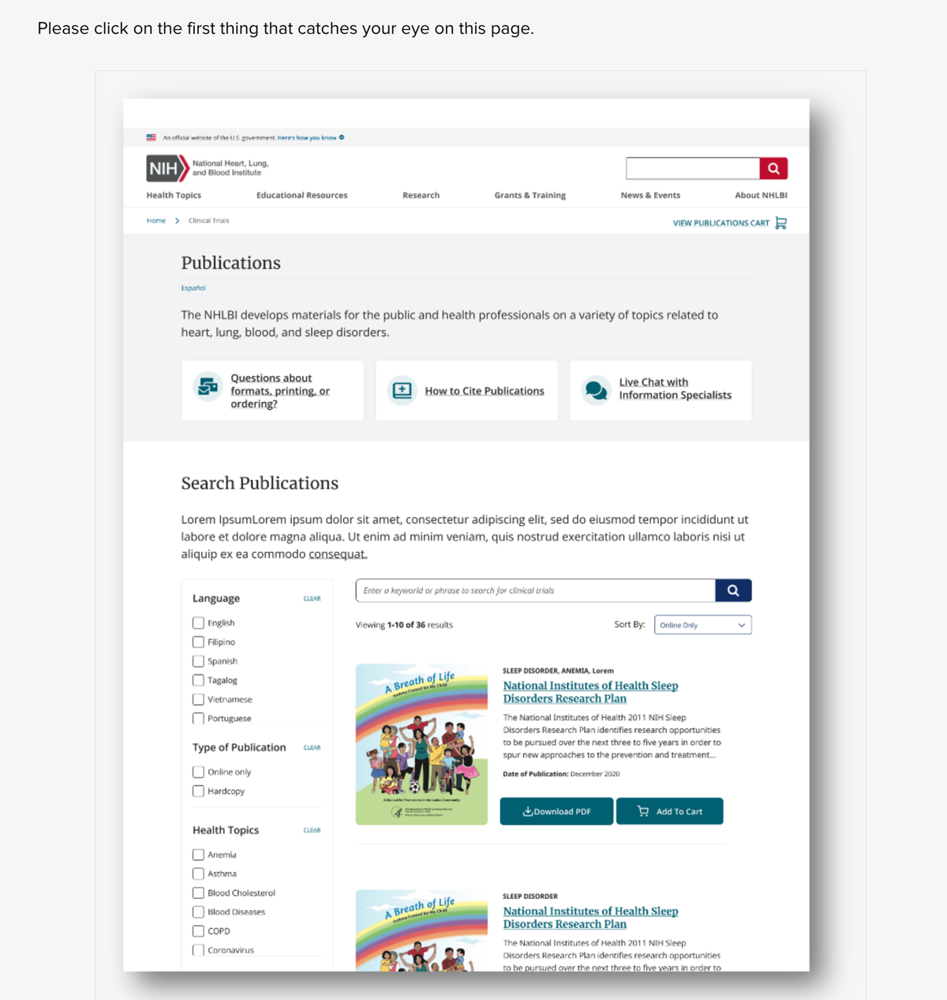 Please click on the first thing that catches your eye on this page.
An official website of the U.S. government. Here's how you know
NIH National Heart, Lung,
and Blood Institute
Health Topics Educational Resources Research Grants & Training News & Events About NHLBI
Home Clinical Trials
VIEW PUBLICATIONS CART
Publications
Español
The NHLBI develops materials for the public and health professionals on a variety of topics related to
heart, lung, blood, and sleep disorders.
Questions about
formats, printing, or
ordering?
How to Cite Publications
Live Chat with
Information Specialists
Search Publications
Lorem IpsumLorem ipsum dolor sit amet, consectetur adipiscing elit, sed do eiusmod tempor incididunt ut
labore et dolore magna aliqua. Ut enim ad minim veniam, quis nostrud exercitation ullamco laboris nisi ut
aliquip ex ea commodo consequat.
Language CLEAR
English
Filipino
Spanish
Tagalog
Vietnamese
Portuguese
Type of Publication CLEAR
Online only
Hardcopy
Health Topics CLEAR
Anemia
Asthma
Blood Cholesterol
Blood Diseases
COPD
Coronavirus
Enter a keyword or phrase to search for clinical trials
Viewing 1-10 of 36 results
Sort By: Online Only
A Breath of Life
Asthma Control for My Child
A Manual for Promotores in the Latino Community
SLEEP DISORDER, ANEMIA, Lorem
National Institutes of Health Sleep
Disorders Research Plan
The National Institutes of Health 2011 NIH Sleep
Disorders Research Plan identifies research opportunities
to be pursued over the next three to five years in order to
spur new approaches to the prevention and treatment...
Date of Publication: December 2020
Download PDF
Add To Cart
A Breath of Life
Asthma Control for My Child
SLEEP DISORDER
National Institutes of Health Sleep
Disorders Research Plan
The National Institutes of Health 2011 NIH Sleep
Disorders Research Plan identifies research opportunities
to be pursued over the next three to five years in order to